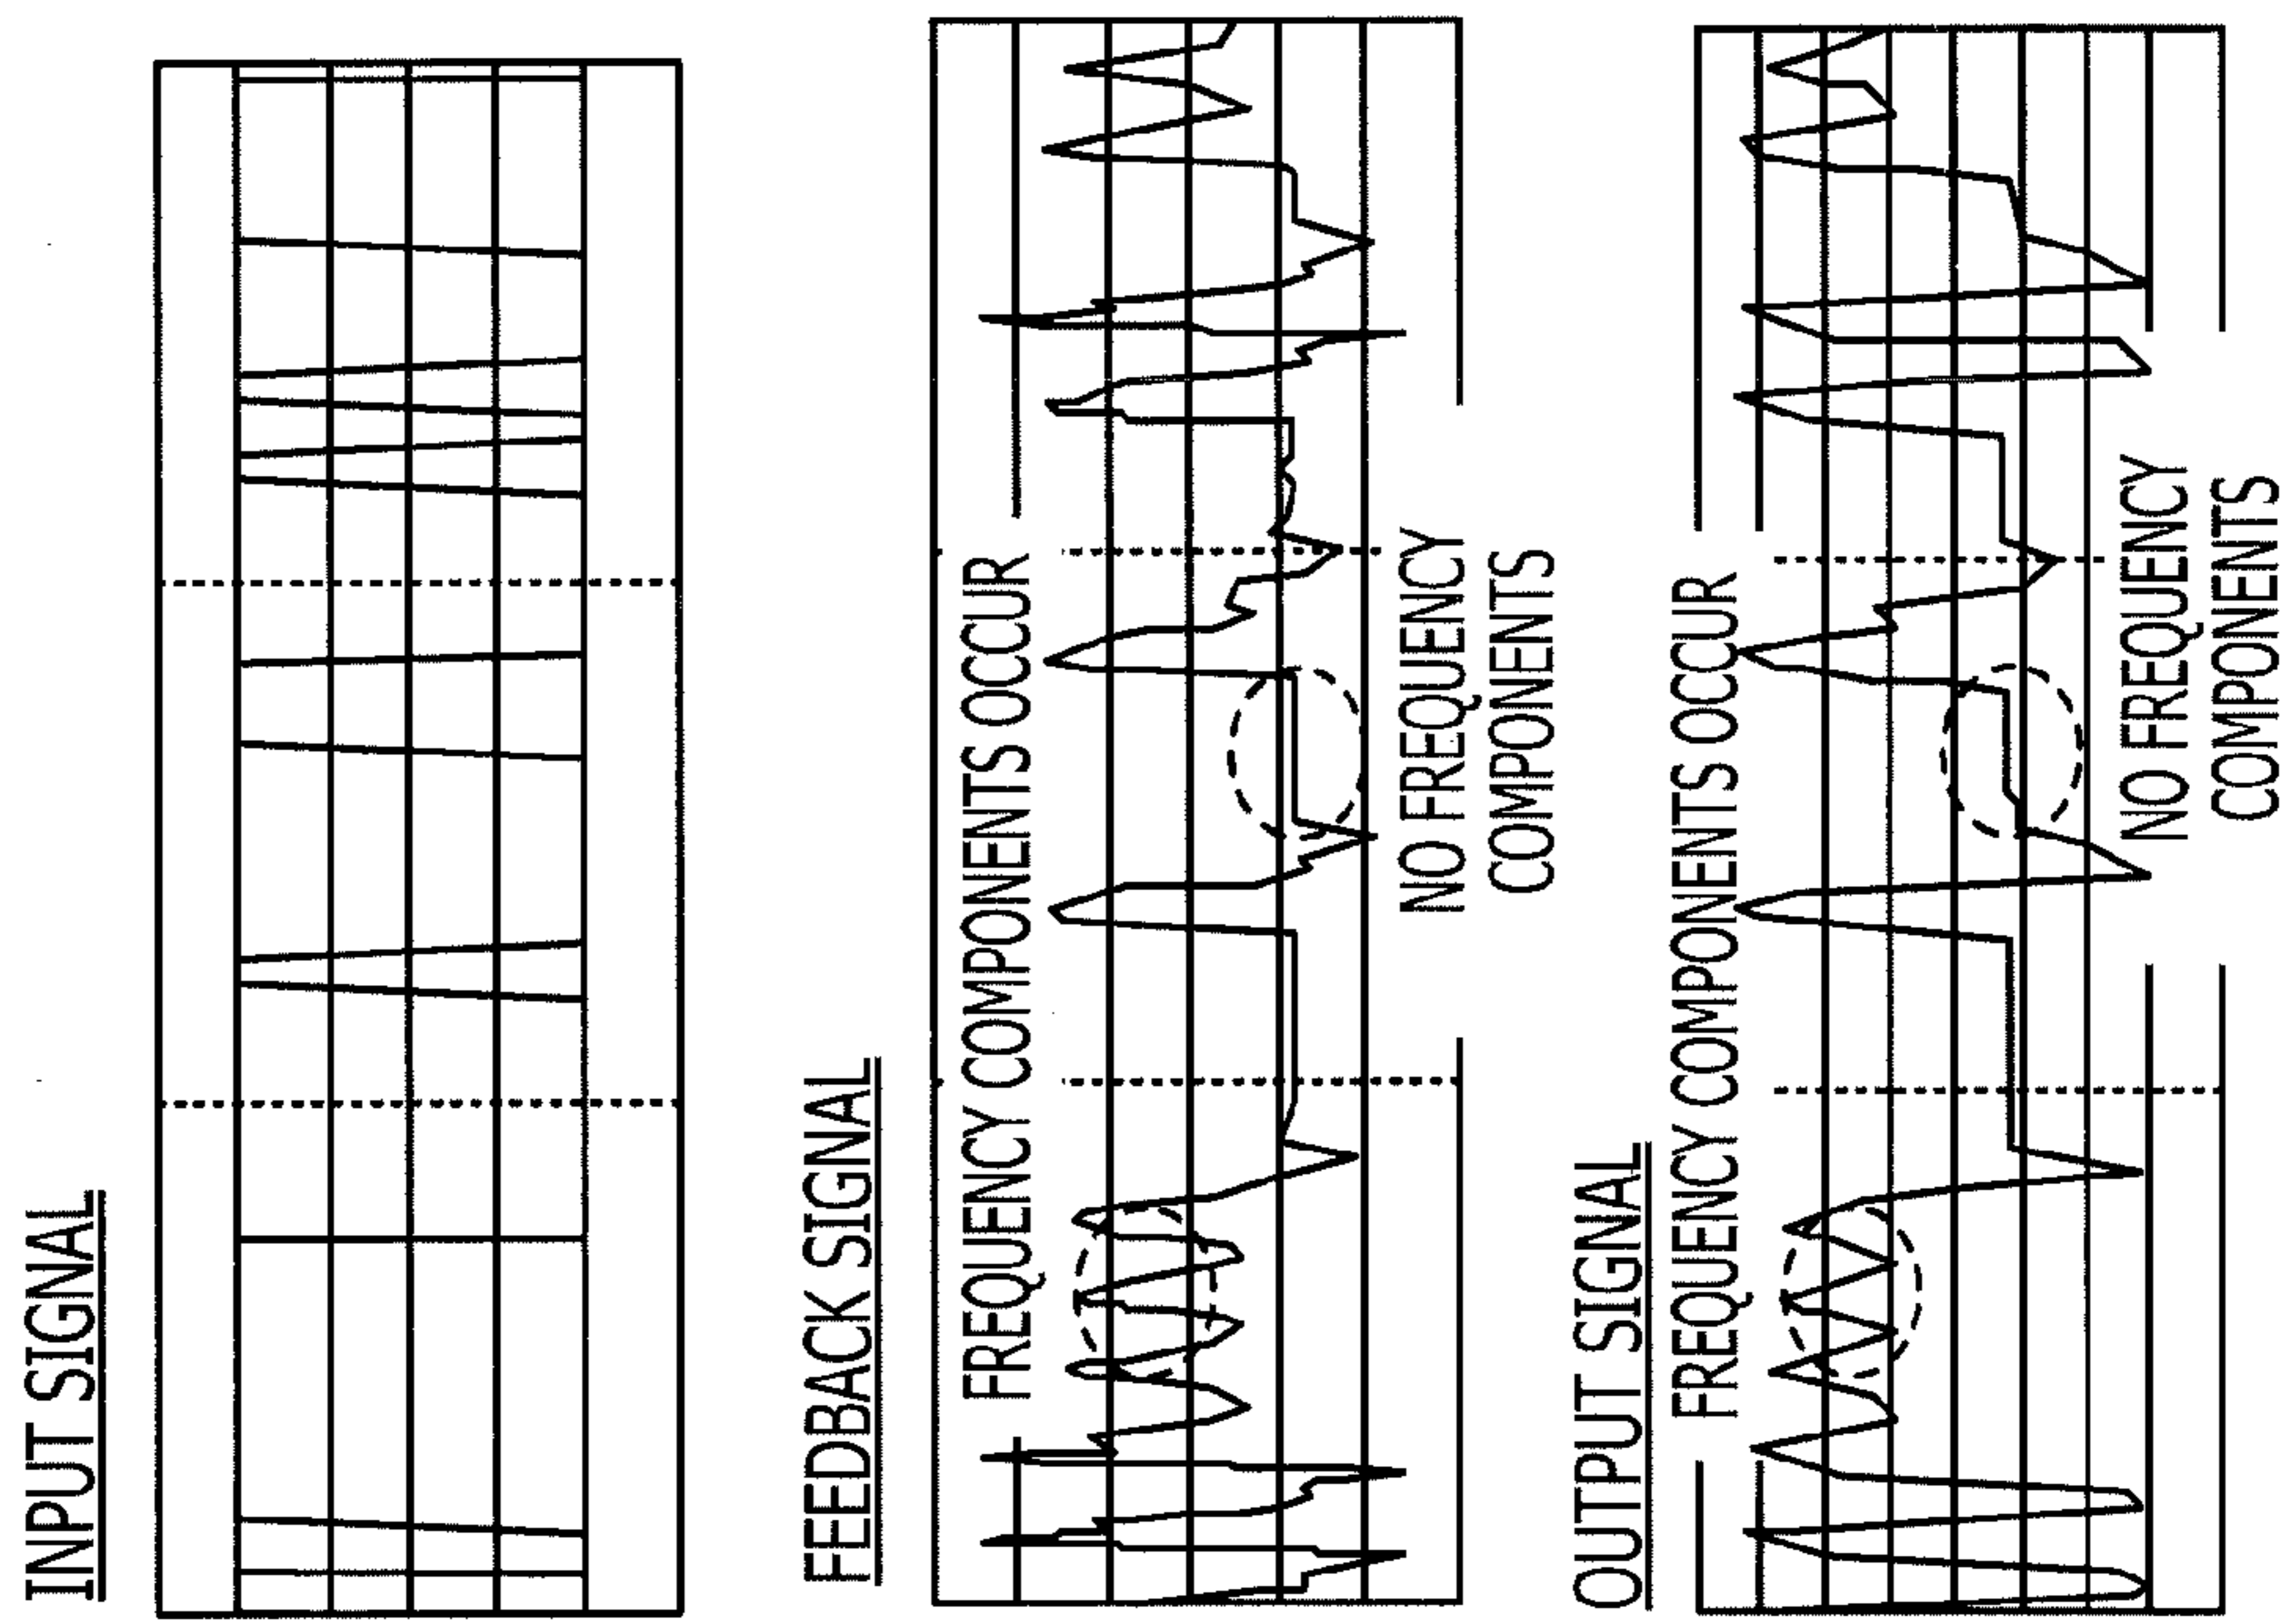 INPUT SIGNAL
FEEDBACK SIGNAL
FREQUENCY COMPONENTS OCCUR
NO FREQUENCY
COMPONENTS
OUTPUT SIGNAL
FREQUENCY COMPONENTS OCCUR
NO FREQUENCY
COMPONENTS